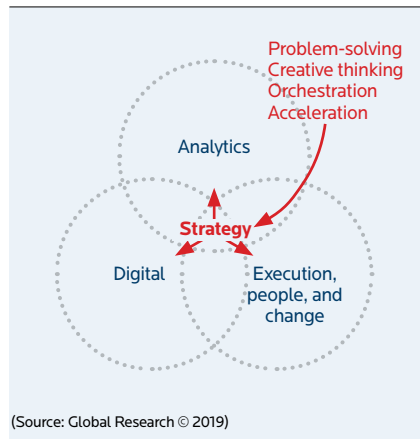 Problem-solving
Creative thinking
Orchestration
Acceleration
Analytics
Strategy
Digital
Execution,
people, and
change
(Source: Global Research © 2019)